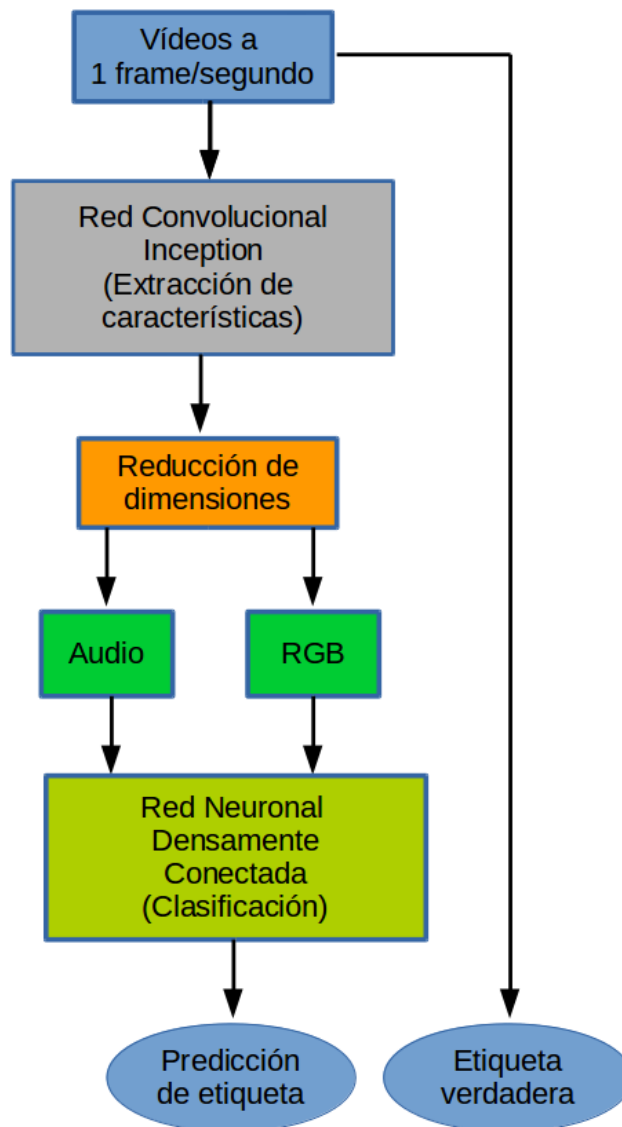 Vídeos a
1 frame/segundo
Red Convolucional
Inception
(Extracción de
características)
Reducción de
dimensiones
Audio
RGB
Red Neuronal
Densamente
Conectada
(Clasificación)
Predicción
de etiqueta
Etiqueta
verdadera